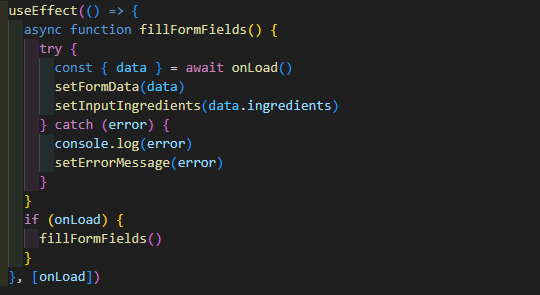 useEffect(() => {
async function fillFormFields() {
try {
const { data } = await onLoad()
setFormData(data)
setInputIngredients(data.ingredients)
} catch (error) {
console.log(error)
setErrorMessage(error)
}
}
if (onLoad) {
fillFormFields()
}
}, [onLoad])